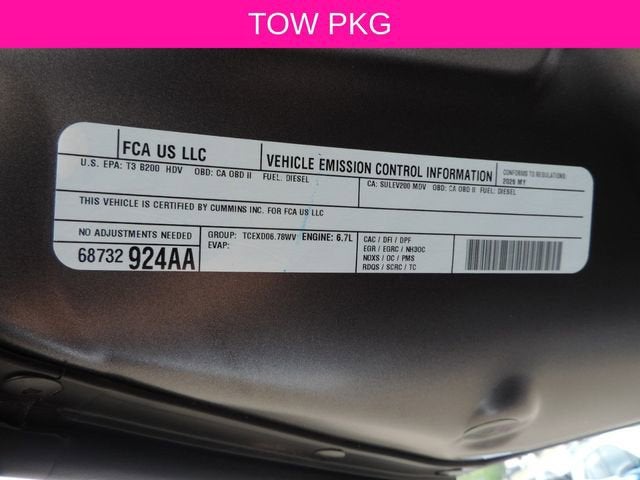 TOW PKG
FCA US LLC
VEHICLE EMISSION CONTROL INFORMATION
CONFORMS TO REGULATIONS:
2026 MY
U.S. EPA: T3 B200 HDV OBD: CA OBD II FUEL: DIESEL
CA: SULEV200 MDV OBD: CA OBD II FUEL: DIESEL
THIS VEHICLE IS CERTIFIED BY CUMMINS INC. FOR FCA US LLC
NO ADJUSTMENTS NEEDED
68732 924AA
GROUP: TCEXD06.78WV ENGINE: 6.7L
EVAP:
CAC / DFI / DPF
EGR / EGRC / NH3OC
NOXS / OC / PMS
RDQS / SCRC / TC